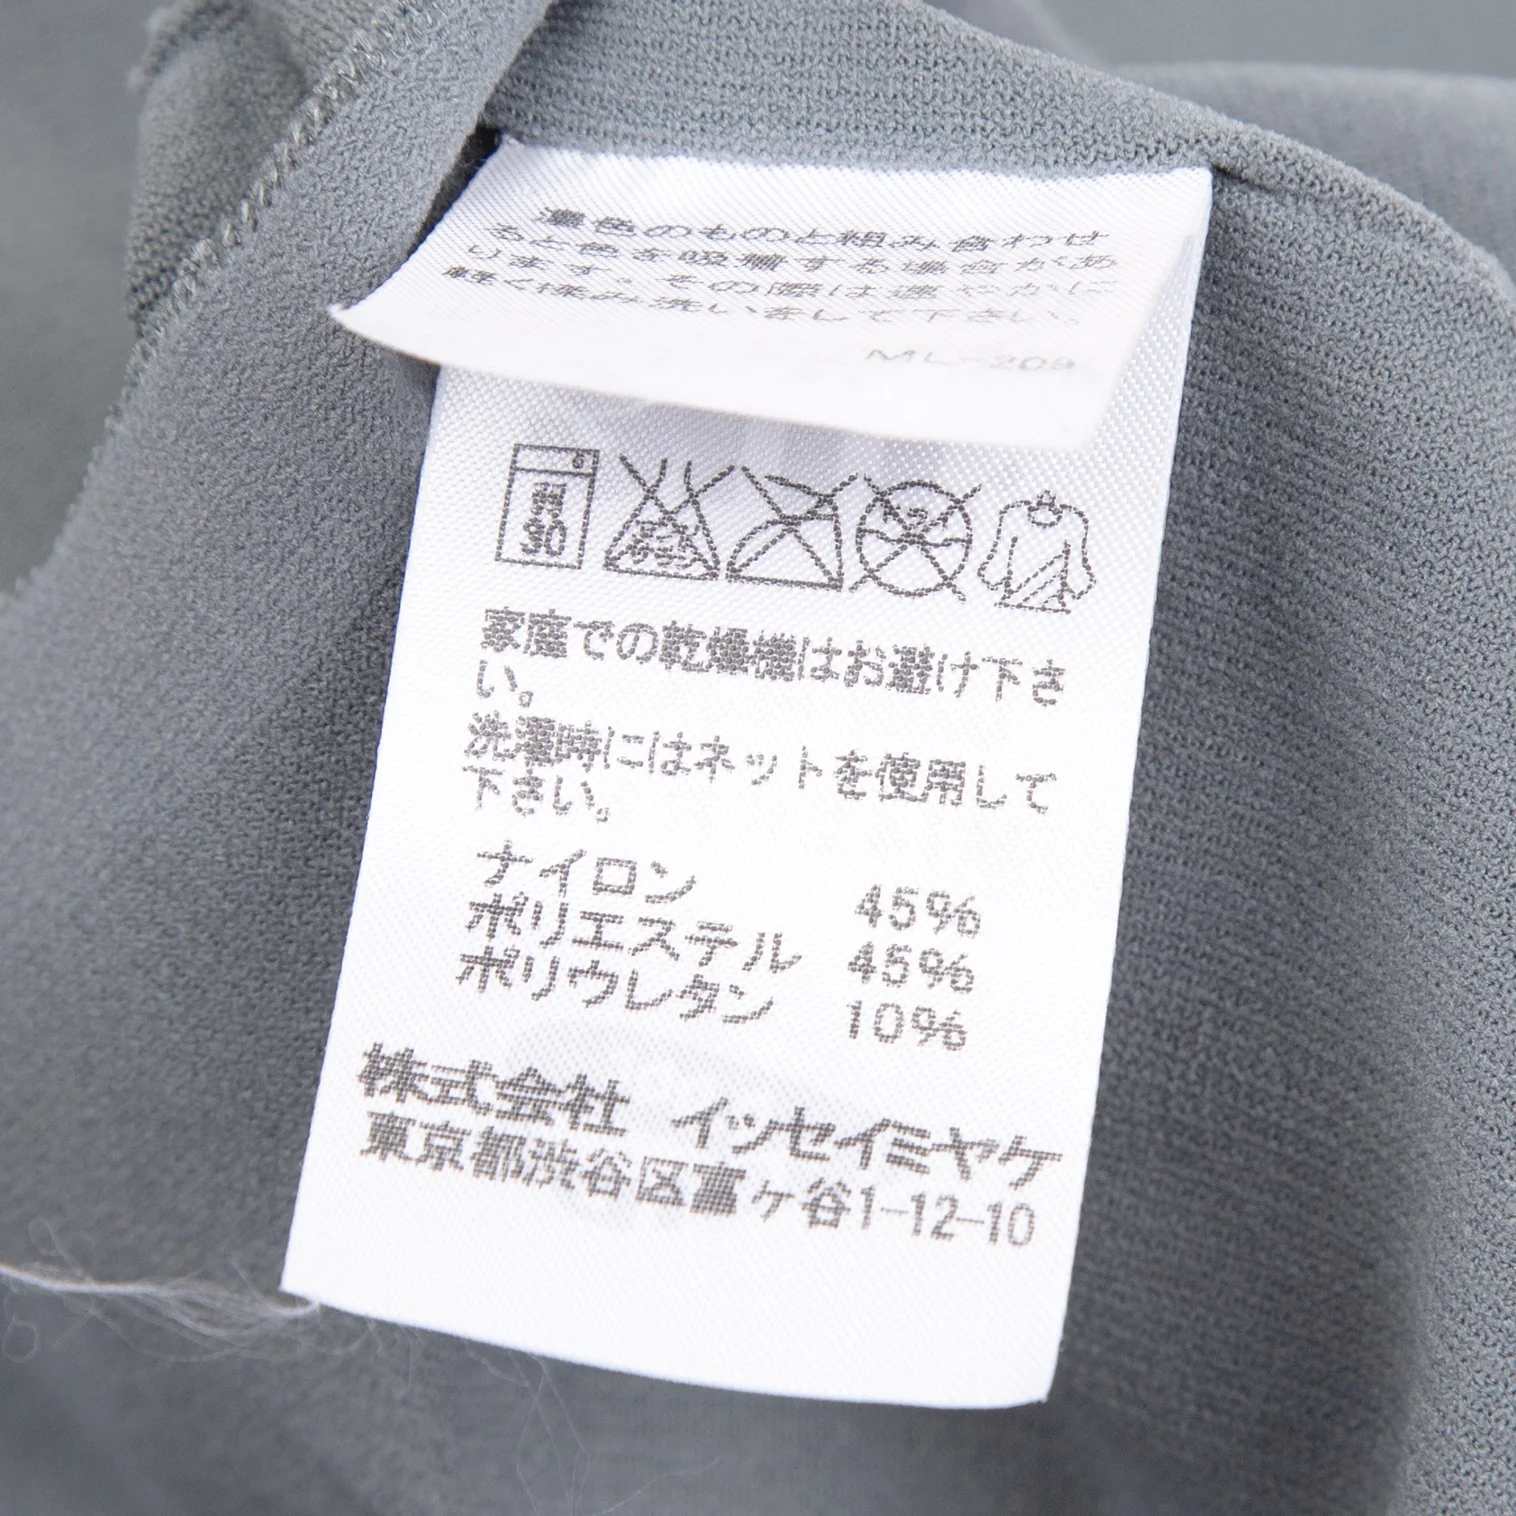 濃色のものと組み合わせ
ると色を吸着する場合があ
ります。その際は速やかに
軽く揉み洗いをして下さい。
ML-209
弱
30
エンソ
サラシ
家庭での乾燥機はお避け下さ
い。
洗濯時にはネットを使用して
下さい。
ナイロン 45%
ポリエステル 45%
ポリウレタン 10%
株式会社 イッセイミヤケ
東京都渋谷区富ヶ谷1-12-10